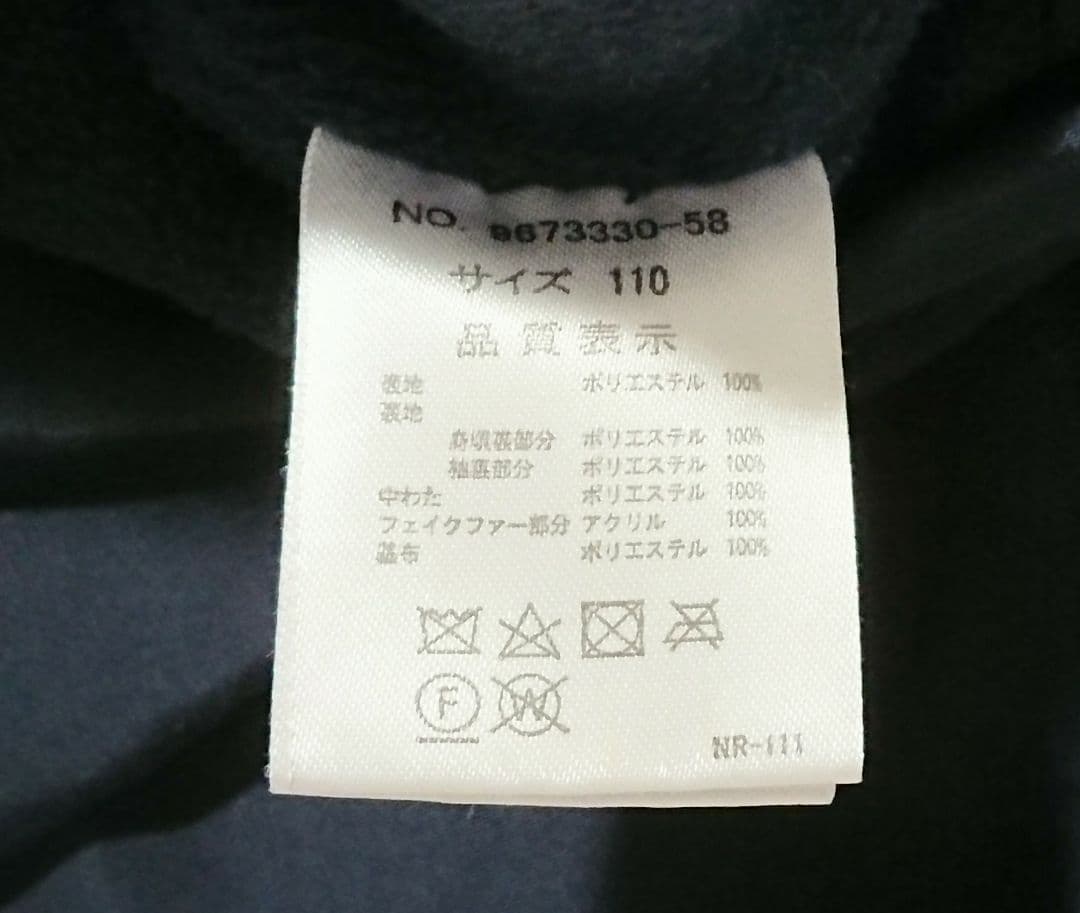 NO. 9673330-58
サイズ 110
品質表示
表地 ポリエステル 100%
裏地
身頃裏部分 ポリエステル 100%
袖裏部分 ポリエステル 100%
中わた ポリエステル 100%
フェイクファー部分 アクリル 100%
基布 ポリエステル 100%
F W
NR-111